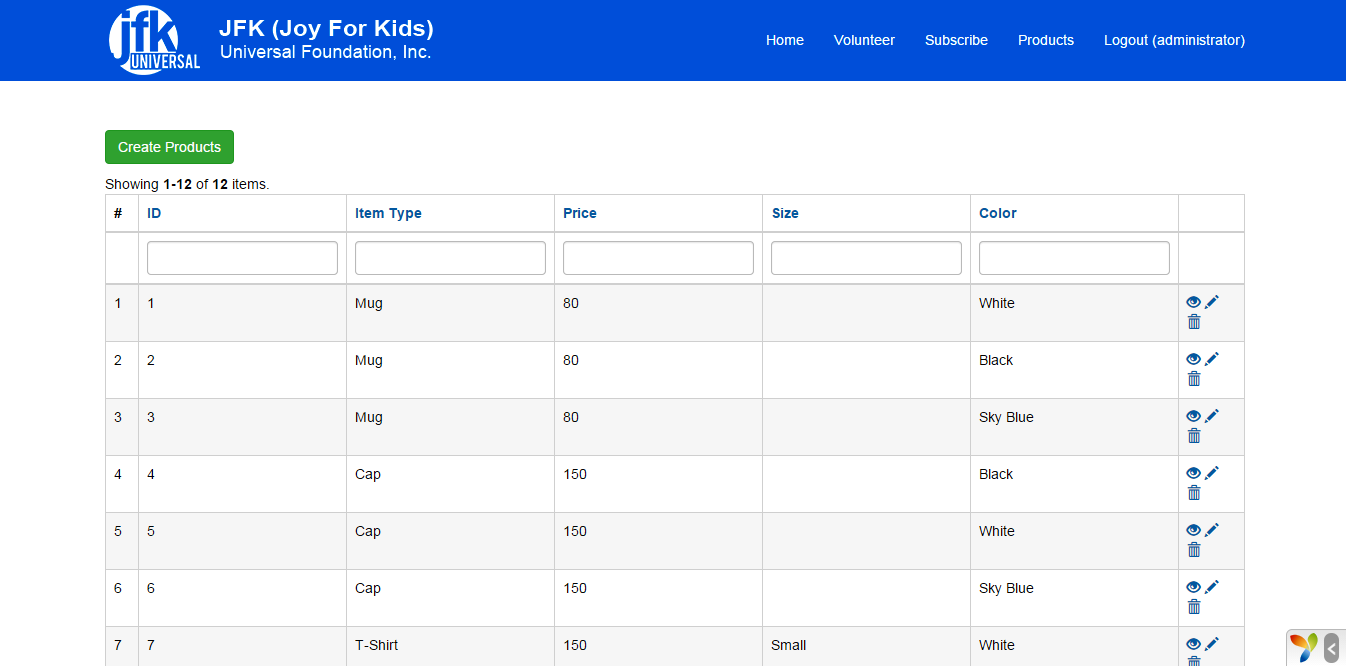 jfk
UNIVERSAL
JFK (Joy For Kids)
Universal Foundation, Inc.
Home Volunteer Subscribe Products Logout (administrator)
Create Products
Showing 1-12 of 12 items.
# ID Item Type Price Size Color
1 1 Mug 80 White
2 2 Mug 80 Black
3 3 Mug 80 Sky Blue
4 4 Cap 150 Black
5 5 Cap 150 White
6 6 Cap 150 Sky Blue
7 7 T-Shirt 150 Small White